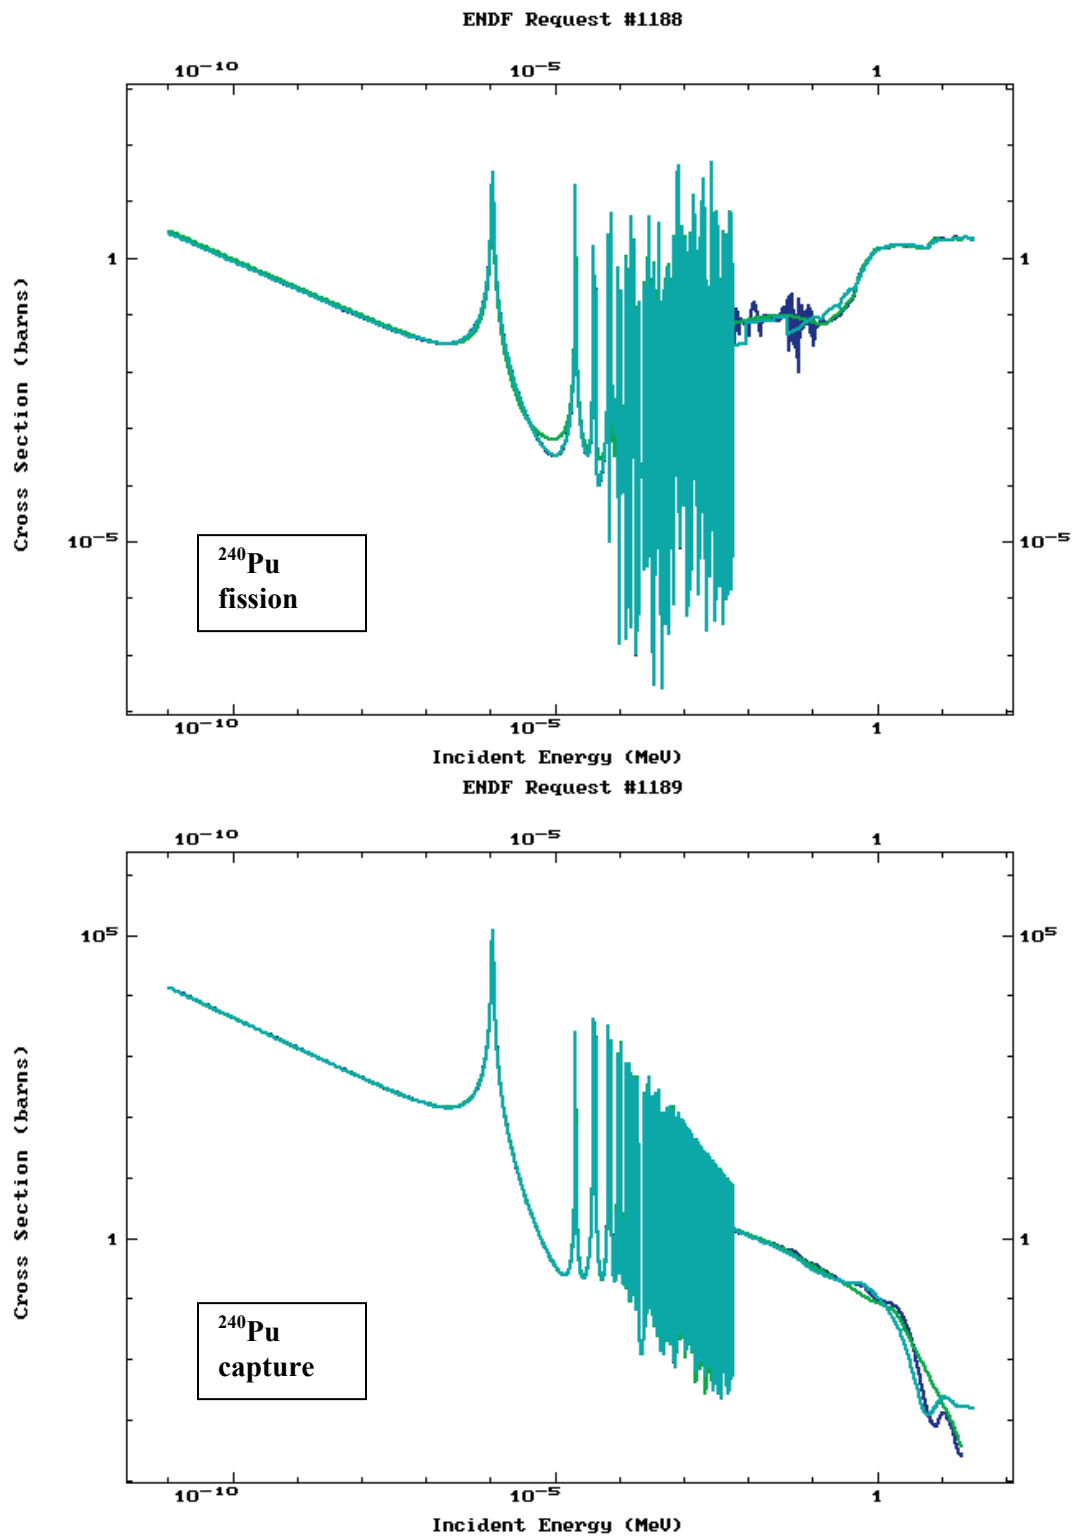 ENDF Request #1188
10⁻¹⁰ 10⁻⁵ 1
1 1
Cross Section (barns)
10⁻⁵ 10⁻⁵
²⁴⁰Pu
fission
10⁻¹⁰ 10⁻⁵ 1
Incident Energy (MeV)
ENDF Request #1189
10⁻¹⁰ 10⁻⁵ 1
10⁵ 10⁵
Cross Section (barns)
1 1
²⁴⁰Pu
capture
10⁻¹⁰ 10⁻⁵ 1
Incident Energy (MeV)